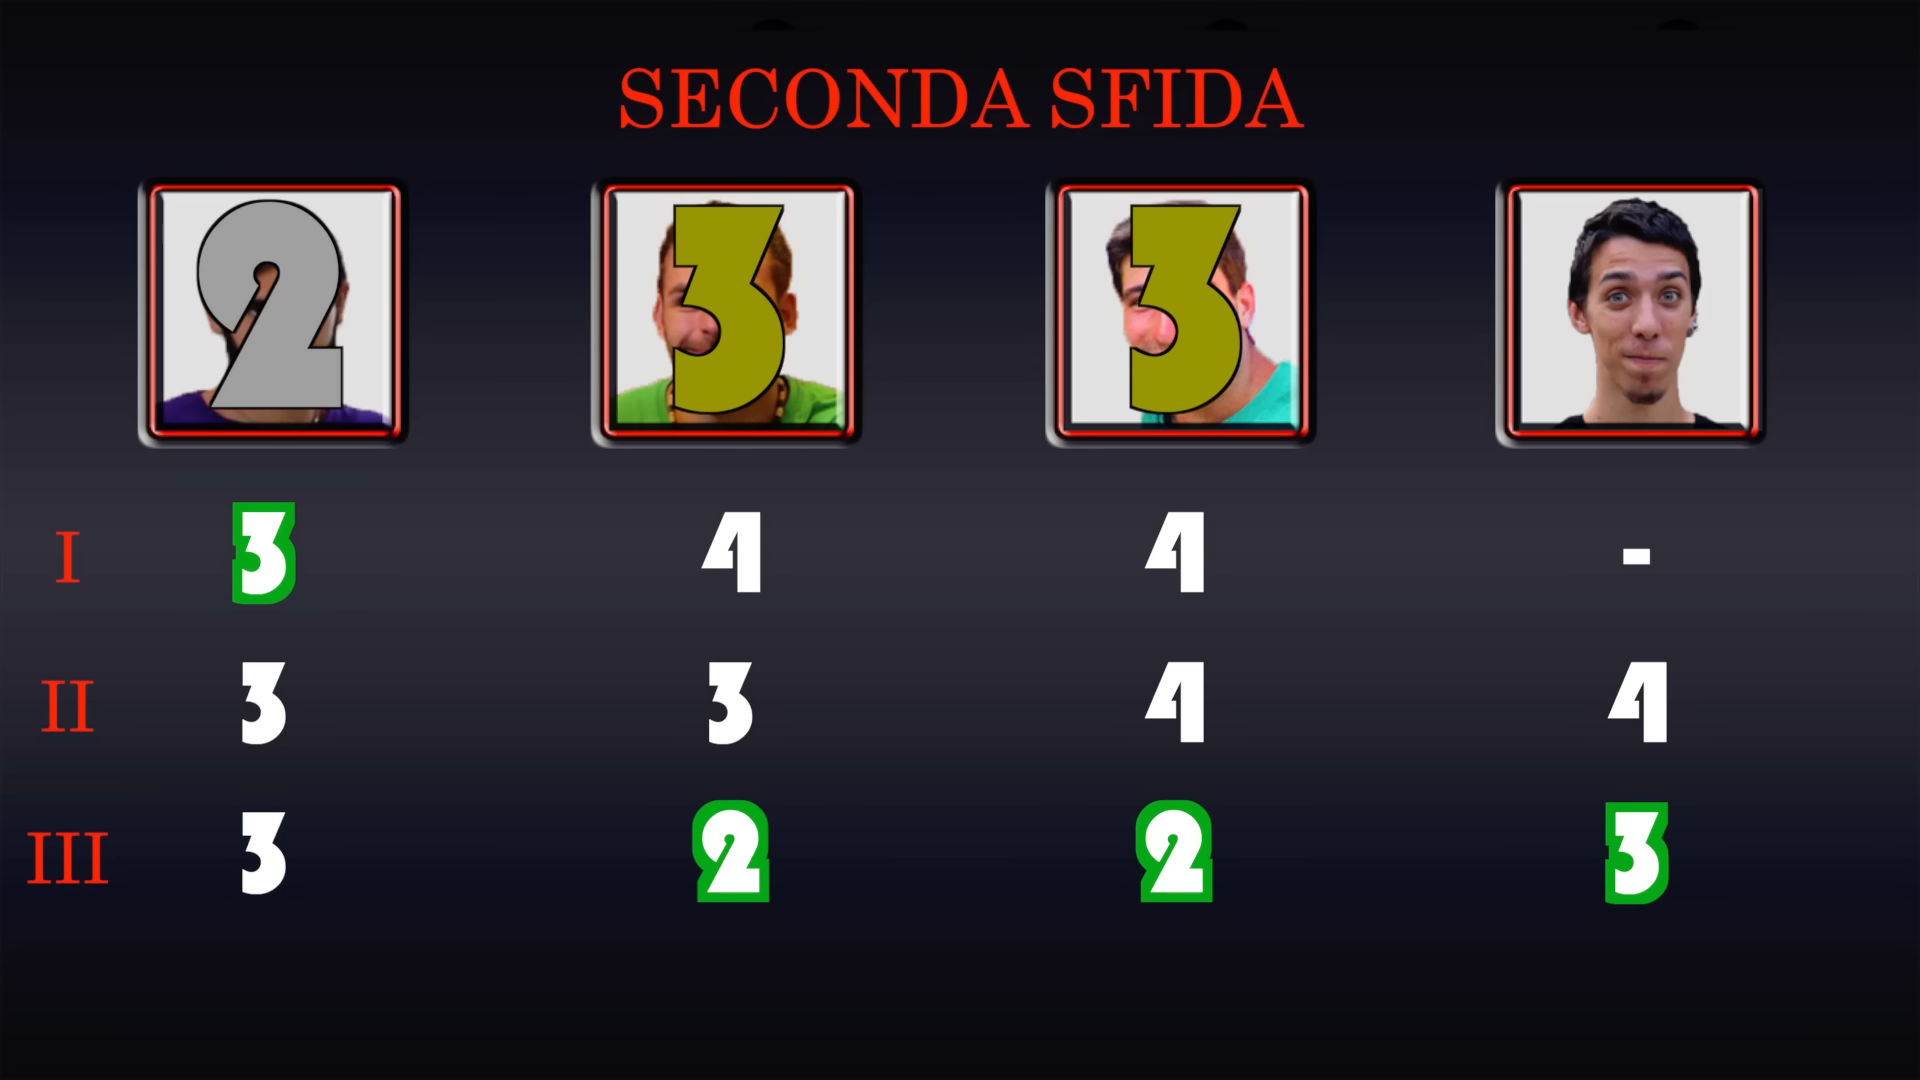 SECONDA SFIDA
2 3 3
I 3 4 4 -
II 3 3 4 4
III 3 2 2 3